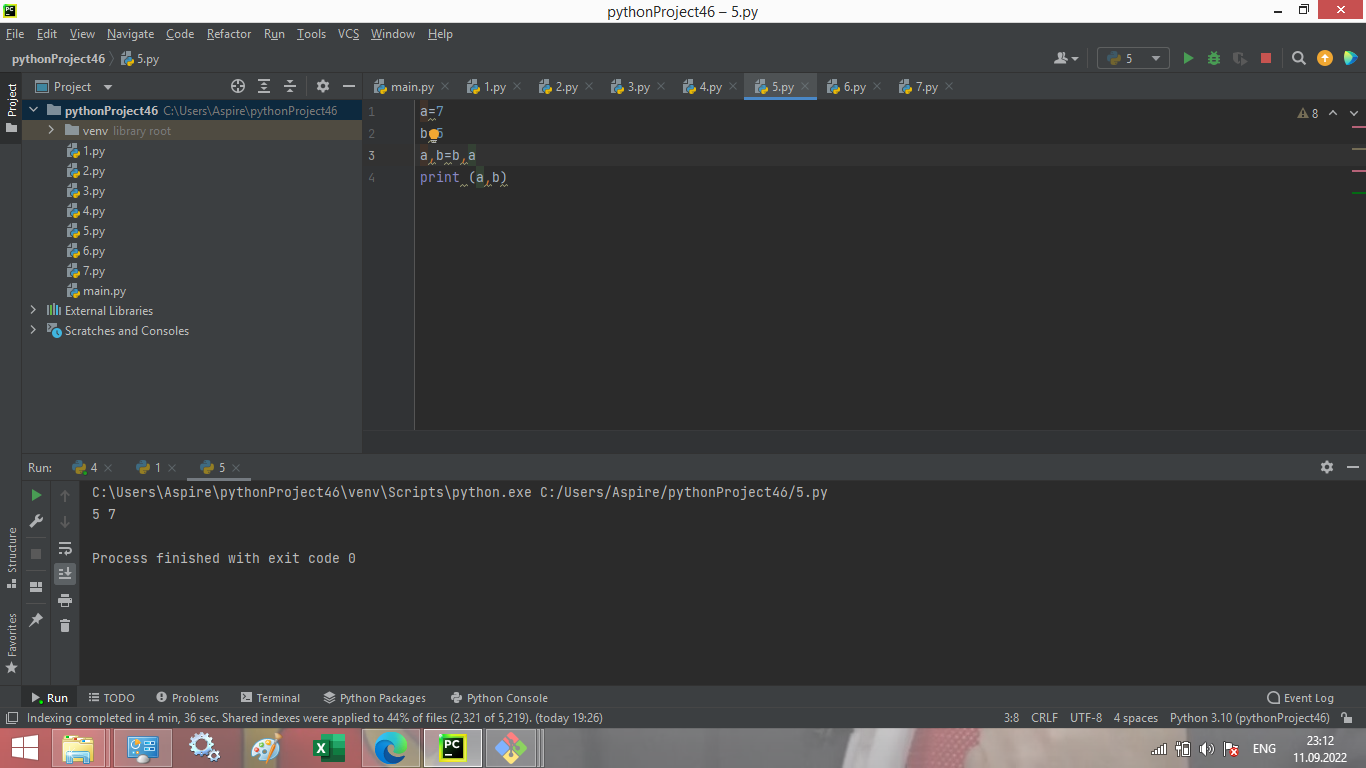 pythonProject46 – 5.py
File Edit View Navigate Code Refactor Run Tools VCS Window Help
pythonProject46 5.py
5
Project
main.py 1.py 2.py 3.py 4.py 5.py 6.py 7.py
Project
pythonProject46 C:\Users\Aspire\pythonProject46
venv library root
1.py
2.py
3.py
4.py
5.py
6.py
7.py
main.py
External Libraries
Scratches and Consoles
1 a=7
2 b 5
3 a,b=b,a
4 print (a,b)
8
Run: 4 1 5
C:\Users\Aspire\pythonProject46\venv\Scripts\python.exe C:/Users/Aspire/pythonProject46/5.py
5 7
Process finished with exit code 0
Structure
Favorites
Run TODO Problems Terminal Python Packages Python Console Event Log
Indexing completed in 4 min, 36 sec. Shared indexes were applied to 44% of files (2,321 of 5,219). (today 19:26) 3:8 CRLF UTF-8 4 spaces Python 3.10 (pythonProject46)
PC
ENG
23:12
11.09.2022